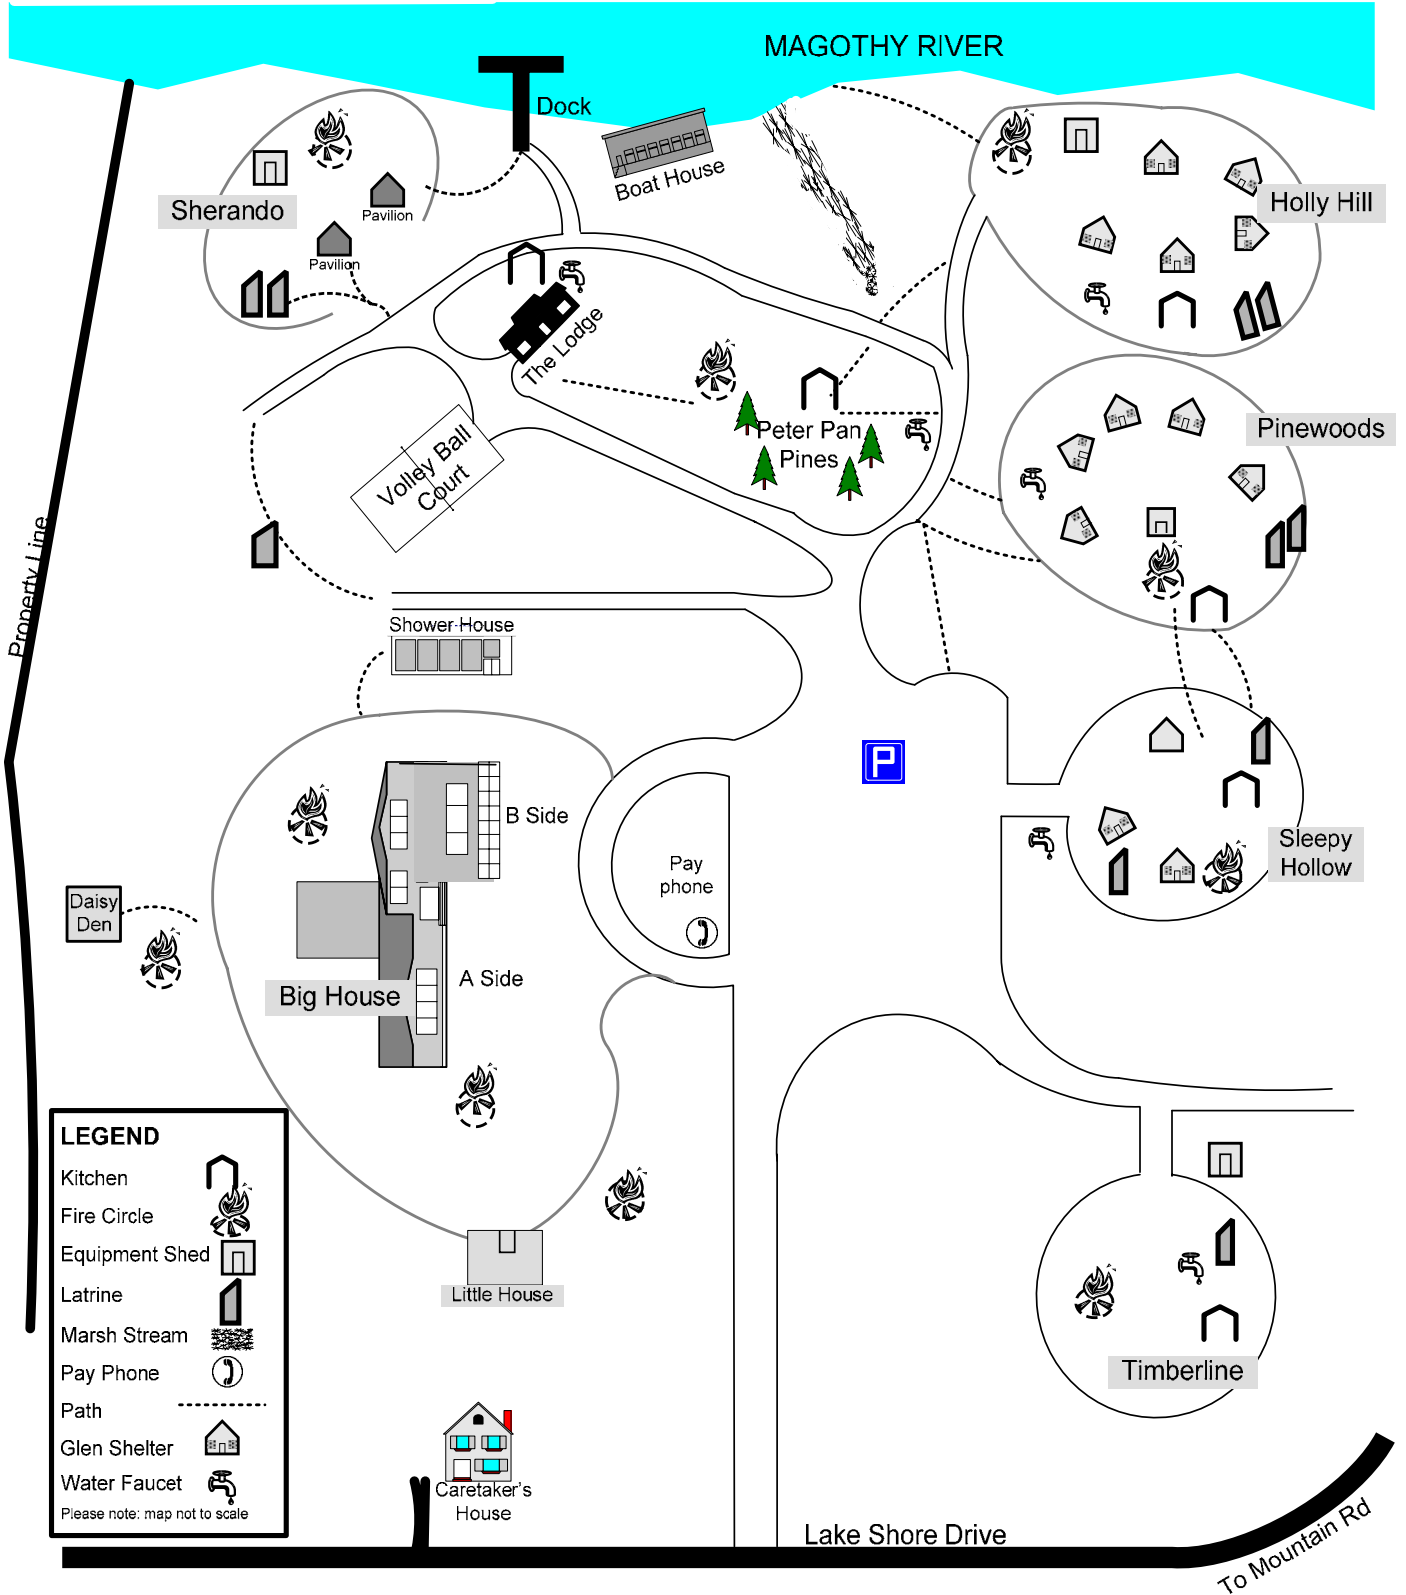 MAGOTHY RIVER
Dock
Boat House
Sherando
Pavilion
Pavilion
Holly Hill
The Lodge
Peter Pan
Pines
Pinewoods
Volley Ball
Court
Property Line
Shower House
P
B Side
Pay
phone
Sleepy
Hollow
Daisy
Den
A Side
Big House
Little House
Timberline
LEGEND
Kitchen
Fire Circle
Equipment Shed
Latrine
Marsh Stream
Pay Phone
Path
Glen Shelter
Water Faucet
Please note: map not to scale
Caretaker's
House
Lake Shore Drive
To Mountain Rd